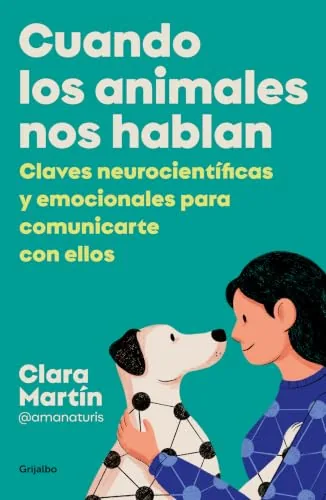 Cuando
los animales
nos hablan
Claves neurocientíficas
y emocionales para
comunicarte
con ellos
Clara
Martín
@amanaturis
Grijalbo